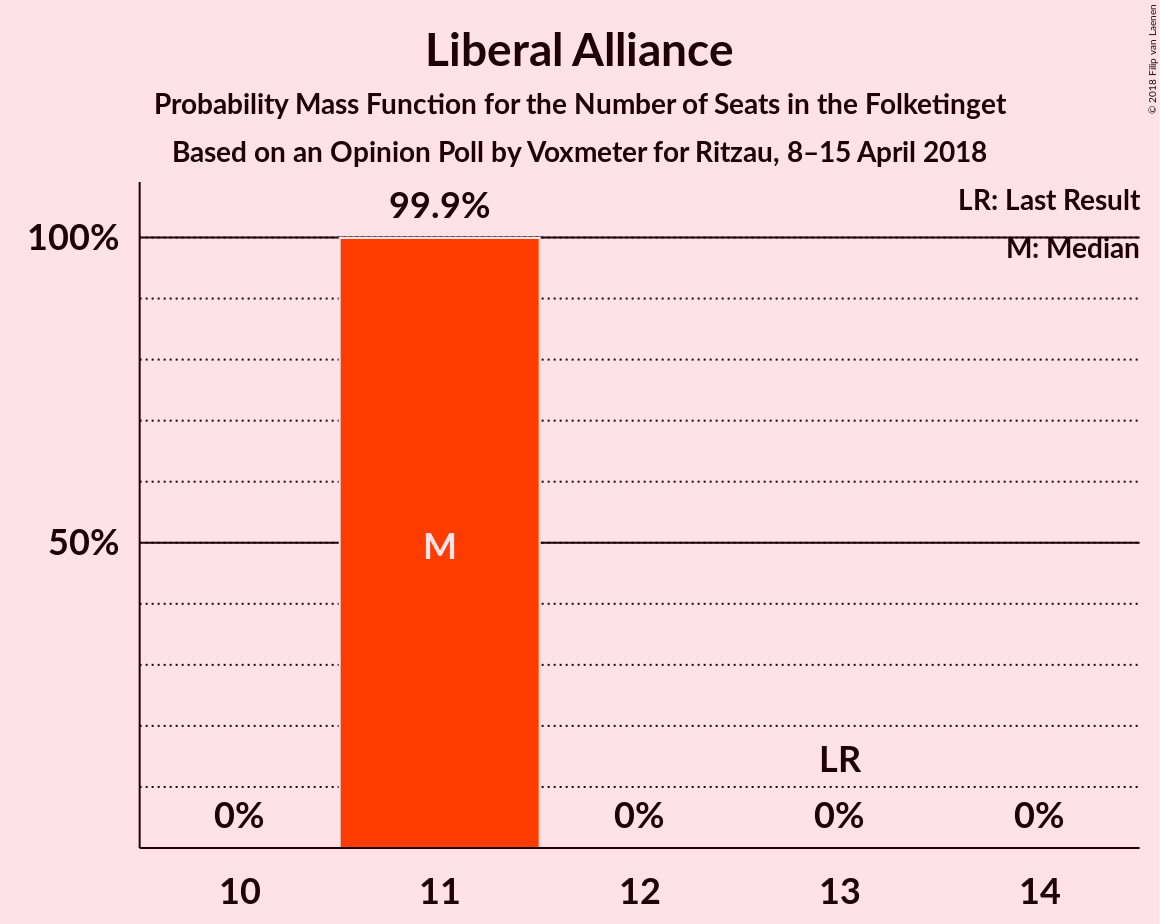 Liberal Alliance
Probability Mass Function for the Number of Seats in the Folketinget
Based on an Opinion Poll by Voxmeter for Ritzau, 8–15 April 2018
© 2018 Filip van Laenen
LR: Last Result
M: Median
99.9%
100%
50%
M
LR
0%
0%
0%
0%
10
11
12
13
14